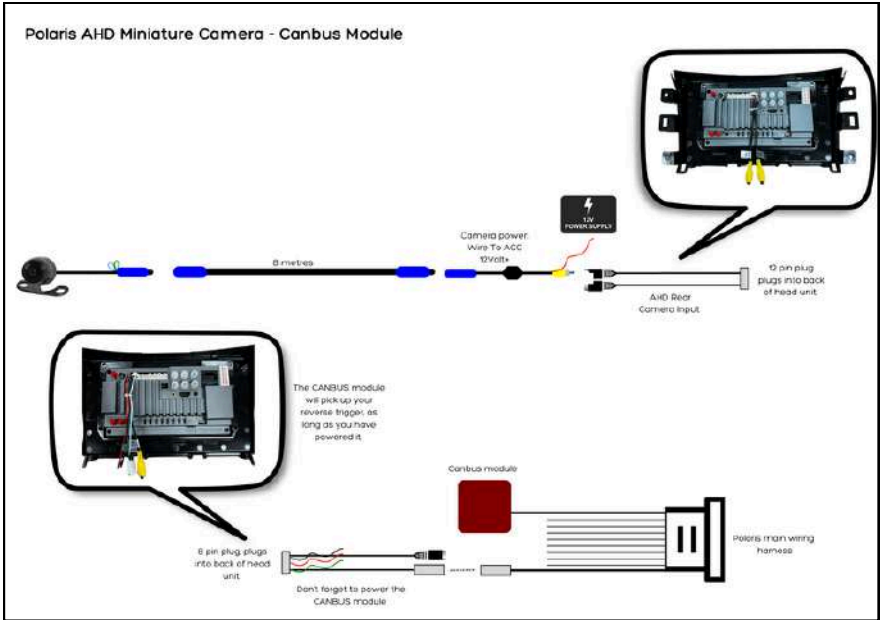 Polaris AHD Miniature Camera - Canbus Module
12V
POWER SUPPLY
Camera power.
Wire To ACC
12Volt+
8 metres
12 pin plug
plugs into back
of head unit
AHD Rear
Camera Input
The CANBUS module
will pick up your
reverse trigger, as
long as you have
powered it
Canbus module
Polaris main wiring
harness
8 pin plug, plugs
into back of head
unit
Don't forget to power the
CANBUS module